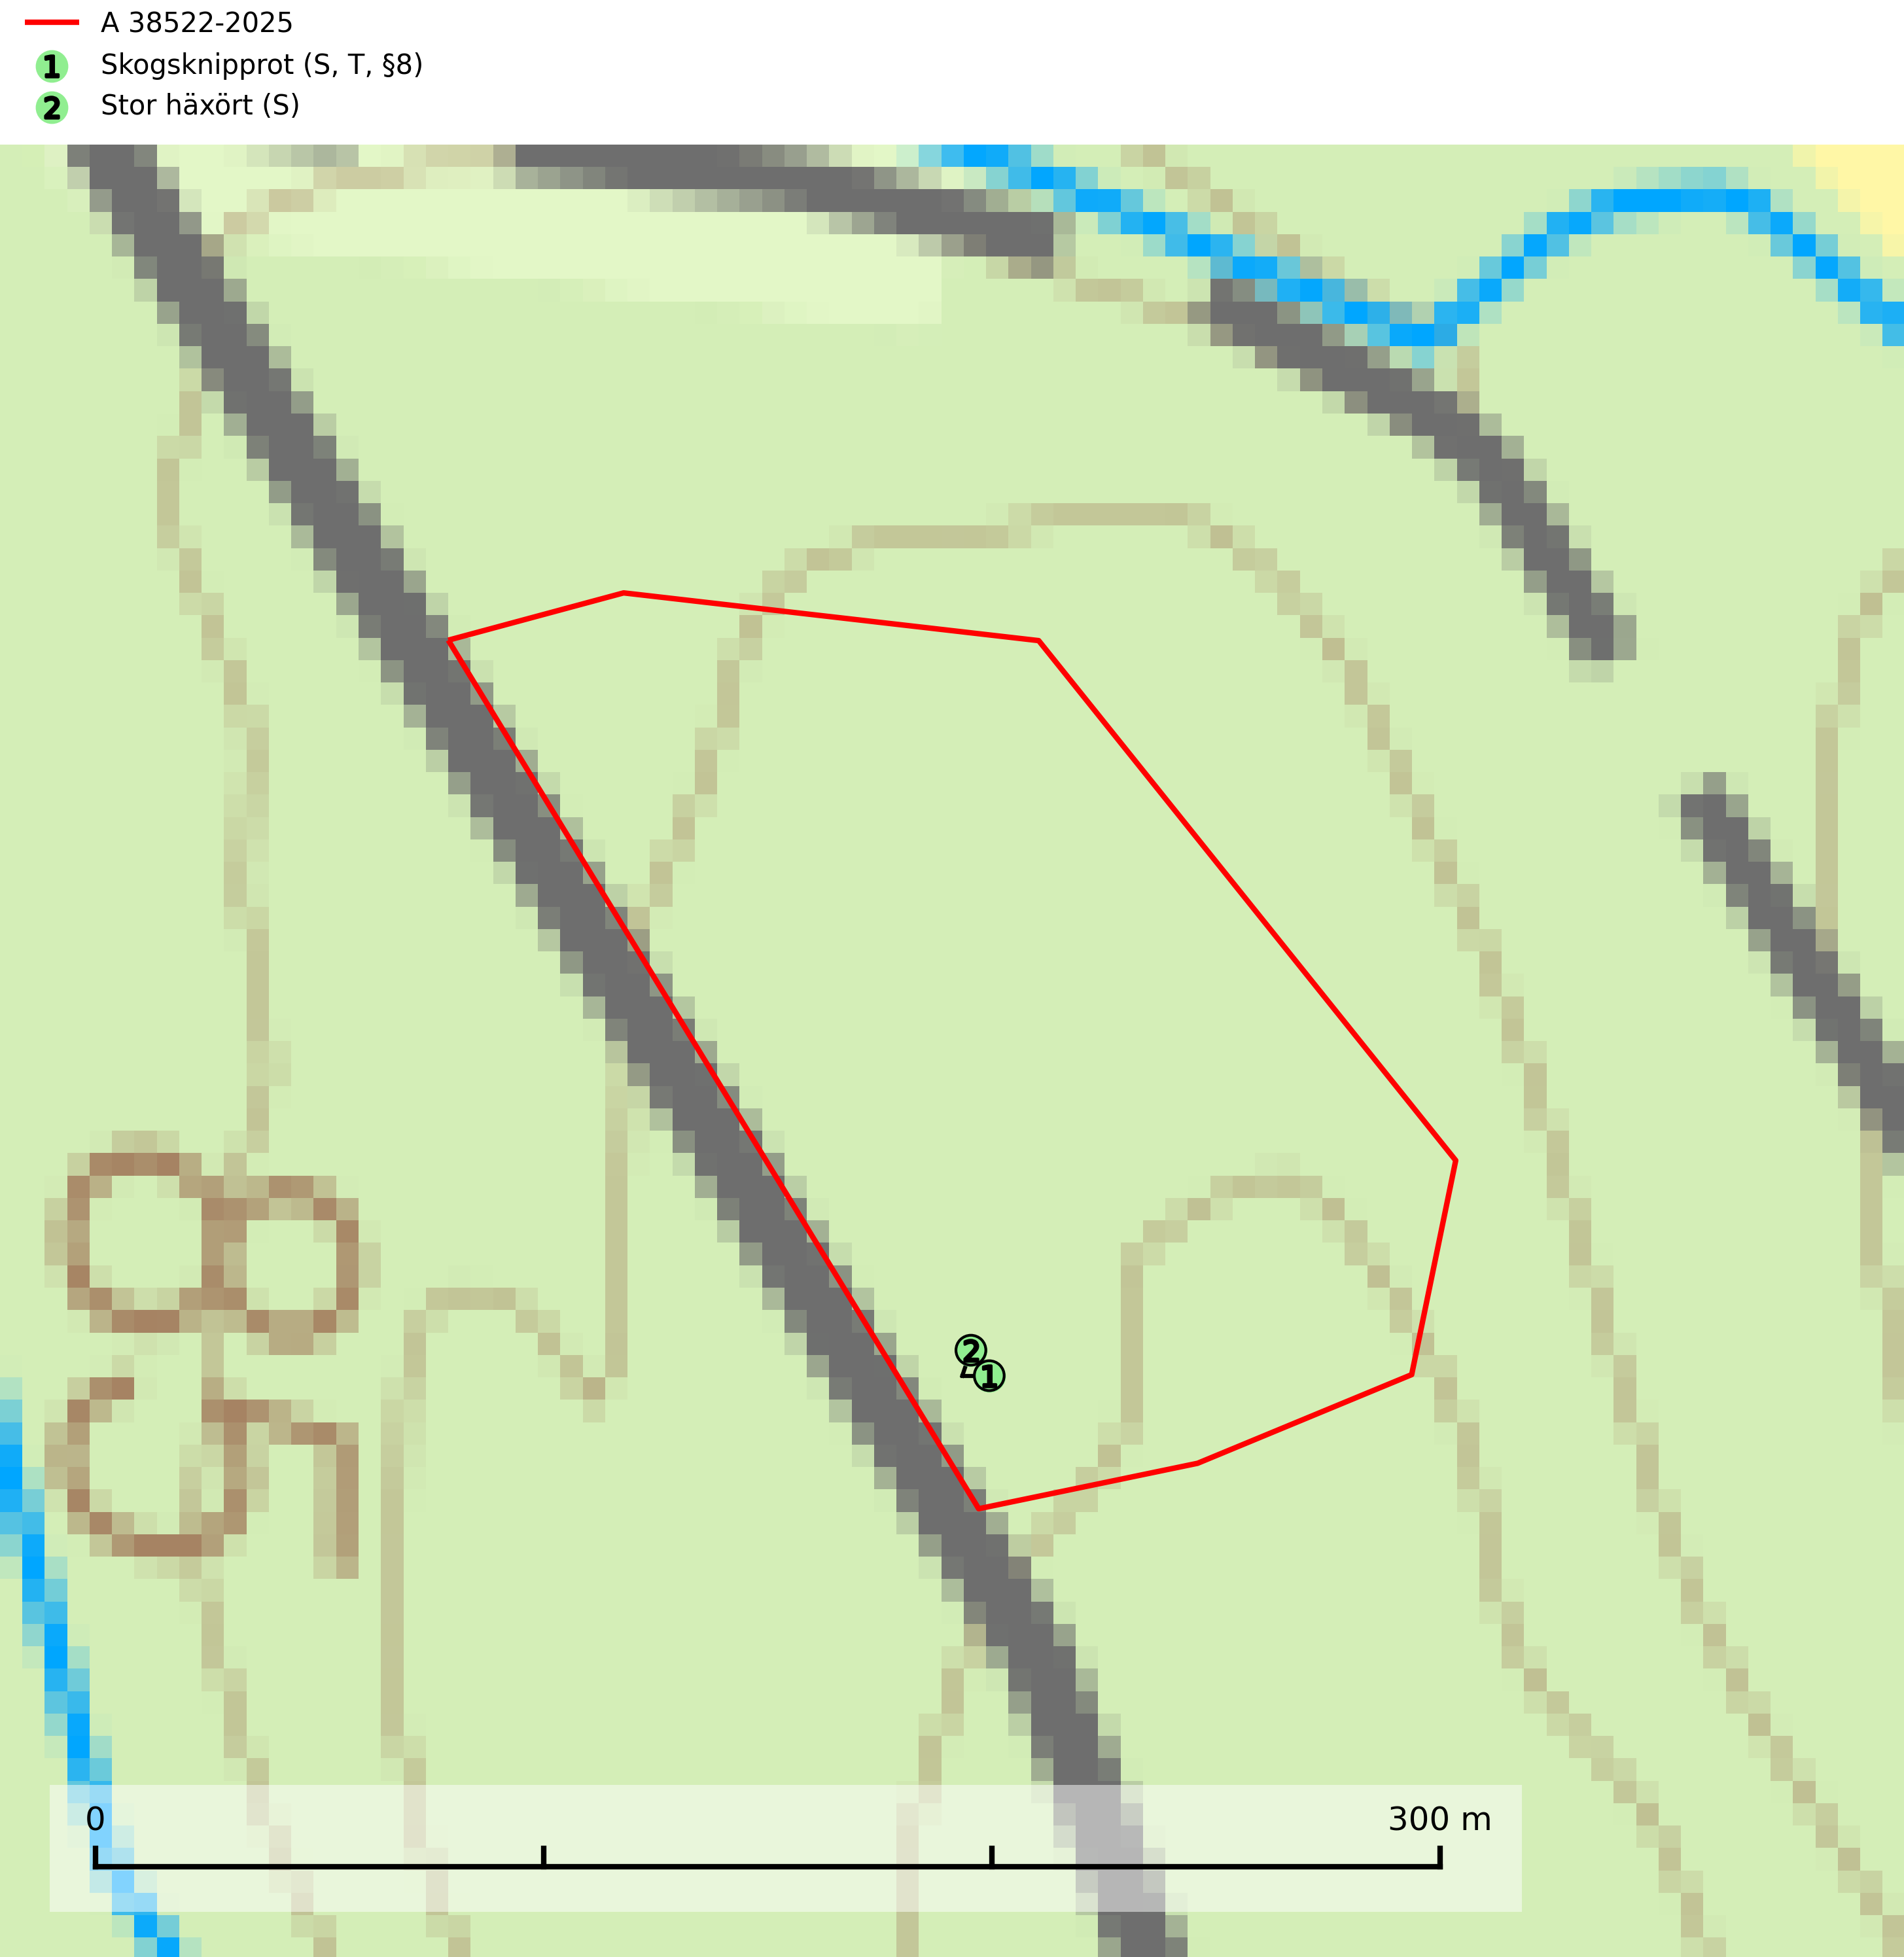 A 38522-2025
1 Skogsknipprot (S, T, §8)
2 Stor häxört (S)
2
1
0 300 m